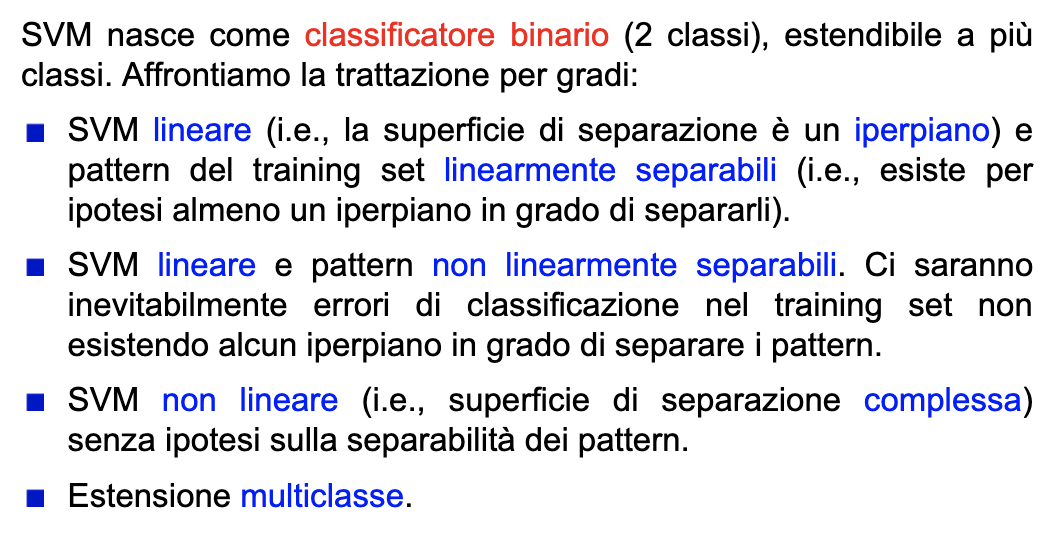 SVM nasce come classificatore binario (2 classi), estendibile a più
classi. Affrontiamo la trattazione per gradi:
■ SVM lineare (i.e., la superficie di separazione è un iperpiano) e
pattern del training set linearmente separabili (i.e., esiste per
ipotesi almeno un iperpiano in grado di separarli).
■ SVM lineare e pattern non linearmente separabili. Ci saranno
inevitabilmente errori di classificazione nel training set non
esistendo alcun iperpiano in grado di separare i pattern.
■ SVM non lineare (i.e., superficie di separazione complessa)
senza ipotesi sulla separabilità dei pattern.
■ Estensione multiclasse.